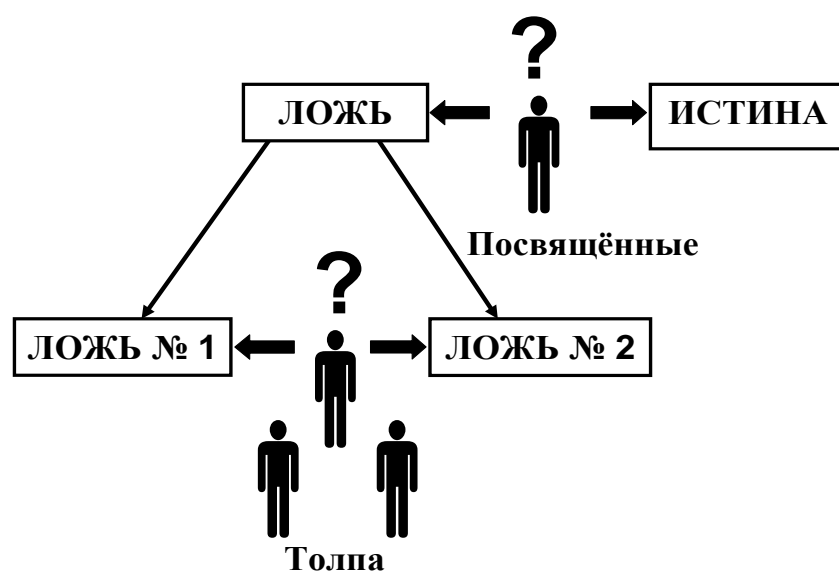 ?
ЛОЖЬ
ИСТИНА
Посвящённые
?
ЛОЖЬ № 1
ЛОЖЬ № 2
Толпа